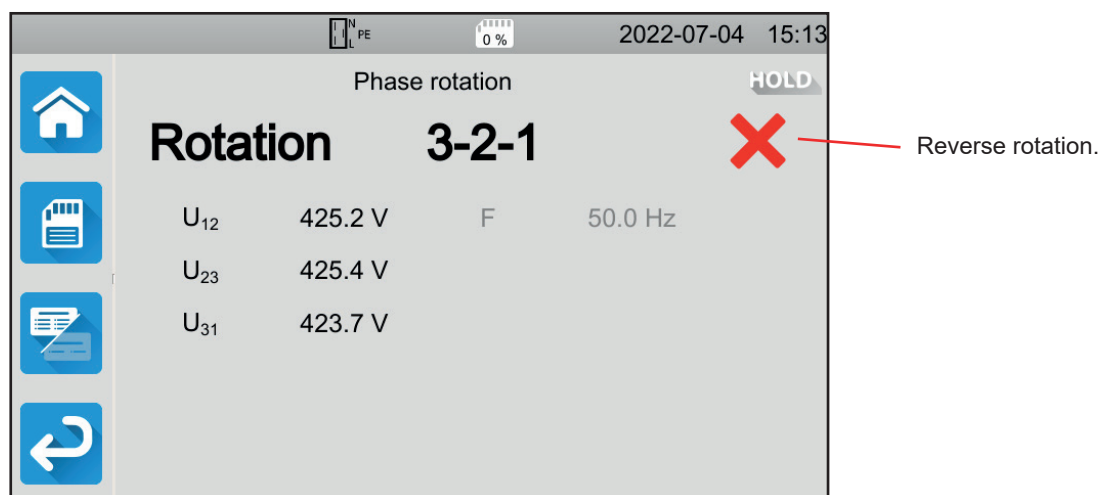 N
PE
L
0 %
2022-07-04 15:13
Phase rotation
HOLD
Rotation 3-2-1
Reverse rotation.
U12 425.2 V F 50.0 Hz
U23 425.4 V
U31 423.7 V